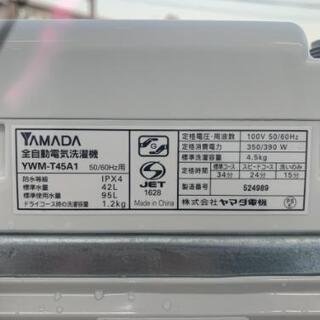 YAMADA
全自動電気洗濯機
YWM-T45A1 50/60Hz用
防水等級 IPX4
標準水量 42L
標準使用水量 95L
ドライコース時の洗濯容量 1.2kg
JET
1628
Made in China
定格電圧・周波数 100V 50/60Hz
定格消費電力 350/390 W
標準洗濯容量 4.5kg
標準コース スピードコース 洗いのみ
34分 24分 15分
製造番号 524989
株式会社 ヤマダ電機